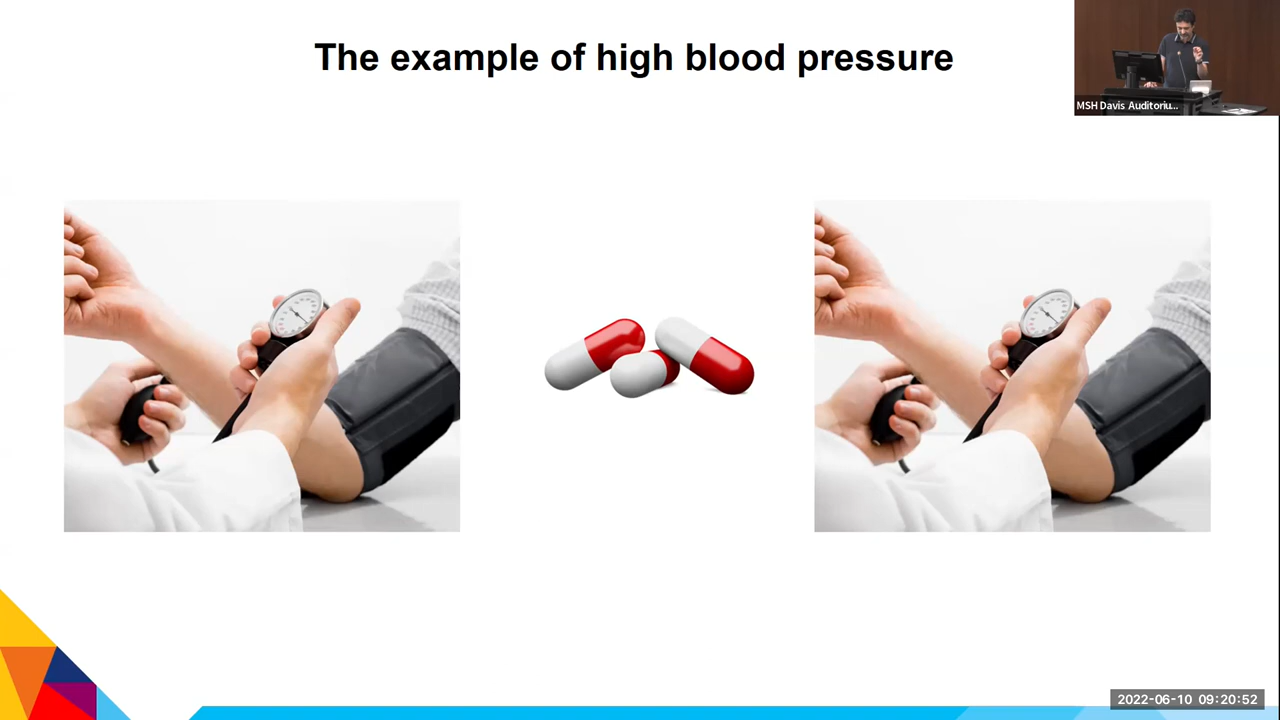 The example of high blood pressure
MSH Davis Auditoriu...
2022-06-10 09:20:52